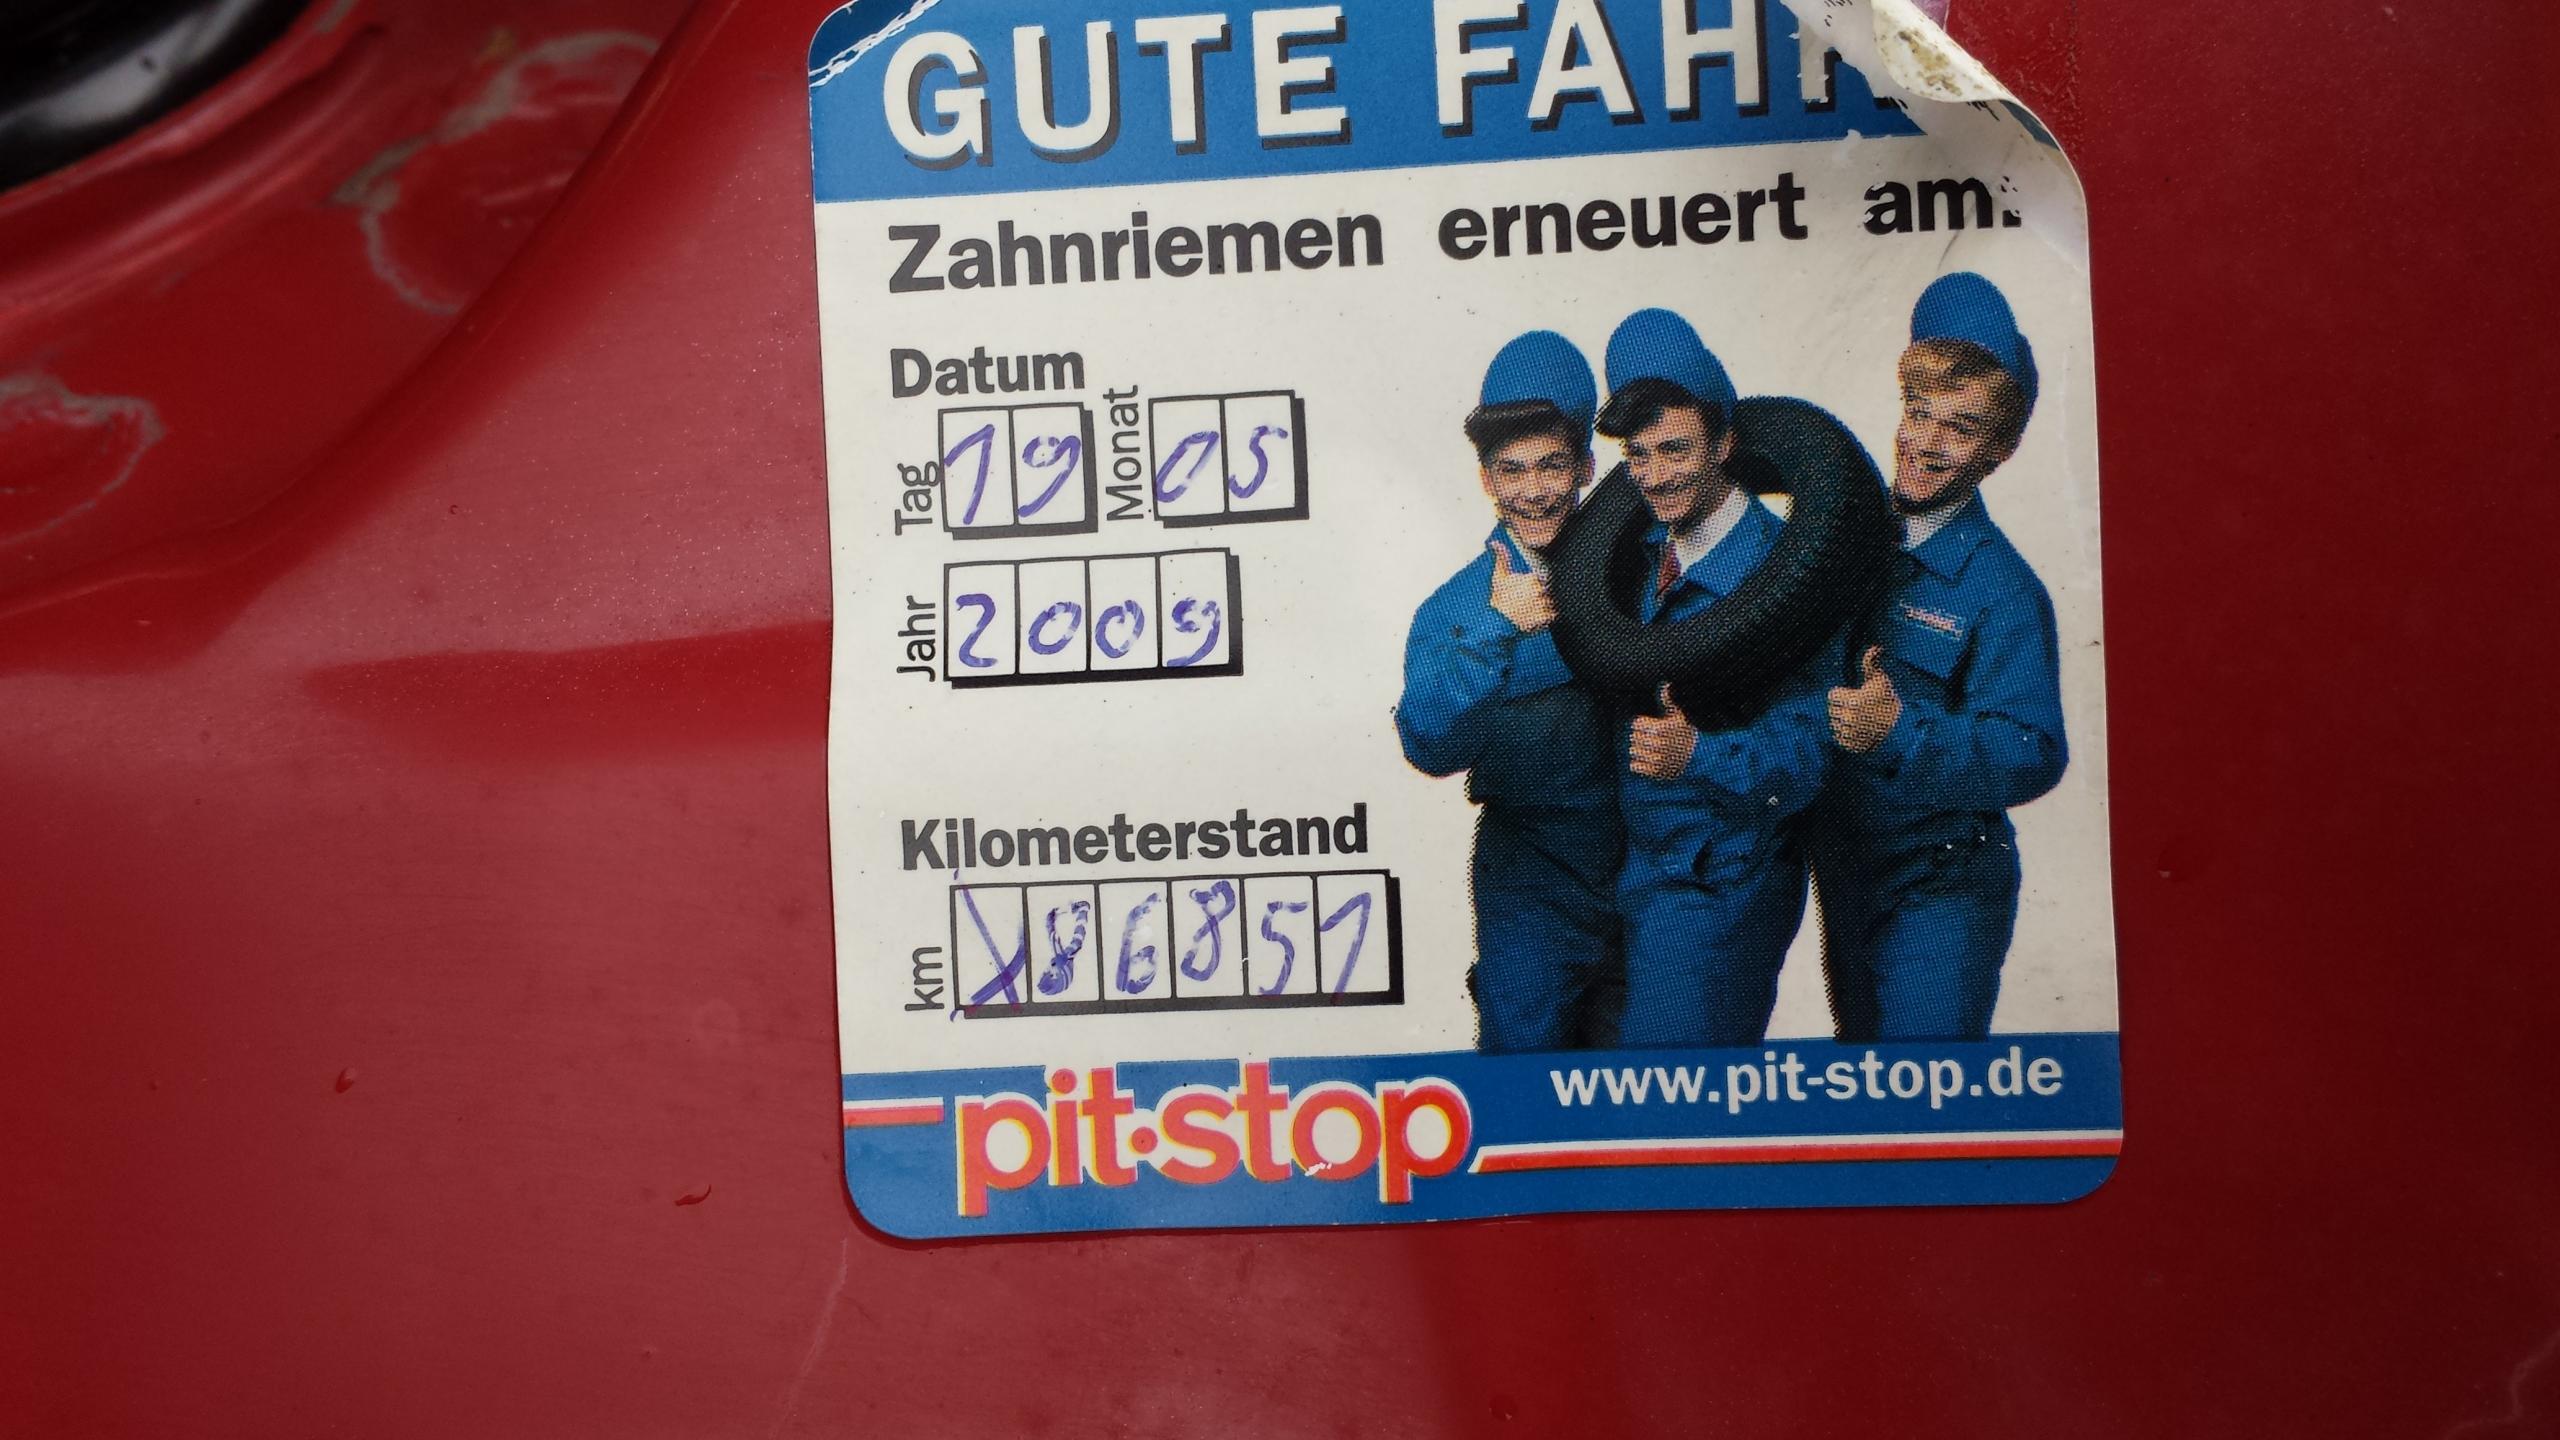 GUTE FAHR
Zahnriemen erneuert am:
Datum
Tag 19 Monat 05
Jahr 2009
Kilometerstand
km X86851
pit·stop www.pit-stop.de